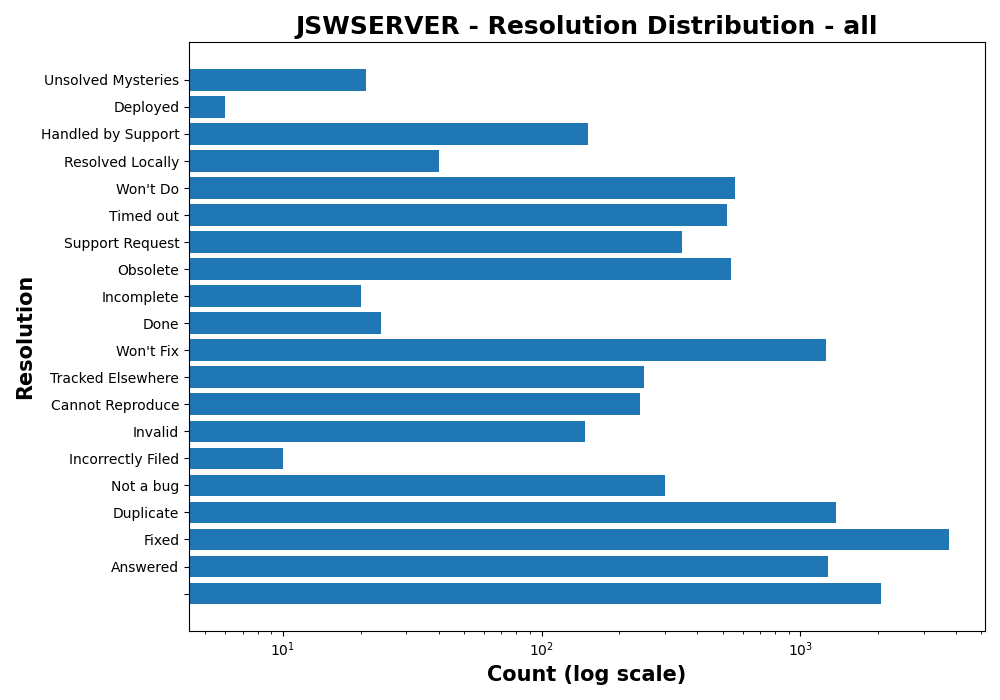 JSWSERVER - Resolution Distribution - all
Unsolved Mysteries
Deployed
Handled by Support
Resolved Locally
Won't Do
Timed out
Support Request
Obsolete
Incomplete
Done
Won't Fix
Tracked Elsewhere
Cannot Reproduce
Invalid
Incorrectly Filed
Not a bug
Duplicate
Fixed
Answered
Resolution
10¹ 10² 10³
Count (log scale)